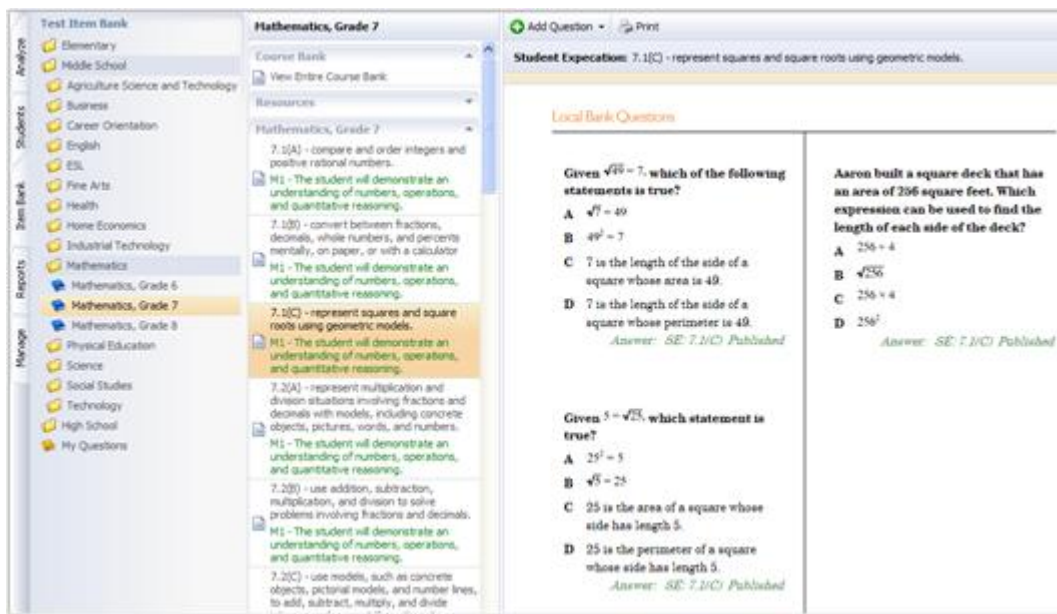 Analyze
Students
Item Bank
Reports
Manage
Test Item Bank
Elementary
Middle School
Agriculture Science and Technology
Business
Career Orientation
English
ESL
Fine Arts
Health
Home Economics
Industrial Technology
Mathematics
Mathematics, Grade 6
Mathematics, Grade 7
Mathematics, Grade 8
Physical Education
Science
Social Studies
Technology
High School
My Questions
Mathematics, Grade 7
Course Bank
View Entire Course Bank
Resources
Mathematics, Grade 7
7.1(A) - compare and order integers and
positive rational numbers.
M1 - The student will demonstrate an
understanding of numbers, operations,
and quantitative reasoning.
7.1(B) - convert between fractions,
decimals, whole numbers, and percents
mentally, on paper, or with a calculator
M1 - The student will demonstrate an
understanding of numbers, operations,
and quantitative reasoning.
7.1(C) - represent squares and square
roots using geometric models.
M1 - The student will demonstrate an
understanding of numbers, operations,
and quantitative reasoning.
7.2(A) - represent multiplication and
division situations involving fractions and
decimals with models, including concrete
objects, pictures, words, and numbers.
M1 - The student will demonstrate an
understanding of numbers, operations,
and quantitative reasoning.
7.2(B) - use addition, subtraction,
multiplication, and division to solve
problems involving fractions and decimals.
M1 - The student will demonstrate an
understanding of numbers, operations,
and quantitative reasoning.
7.2(C) - use models, such as concrete
objects, pictorial models, and number lines,
to add, subtract, multiply, and divide
Add Question Print
Student Expecation: 7.1(C) - represent squares and square roots using geometric models.
Local Bank Questions
Given √49 = 7, which of the following
statements is true?
A √7 = 49
B 49² = 7
C 7 is the length of the side of a
square whose area is 49.
D 7 is the length of the side of a
square whose perimeter is 49.
Answer: SE: 7.1(C) Published
Given 5 = √25, which statement is
true?
A 25² = 5
B √5 = 25
C 25 is the area of a square whose
side has length 5.
D 25 is the perimeter of a square
whose side has length 5.
Answer: SE: 7.1(C) Published
Aaron built a square deck that has
an area of 256 square feet. Which
expression can be used to find the
length of each side of the deck?
A 256 ÷ 4
B √256
C 256 × 4
D 256²
Answer: SE: 7.1(C) Published